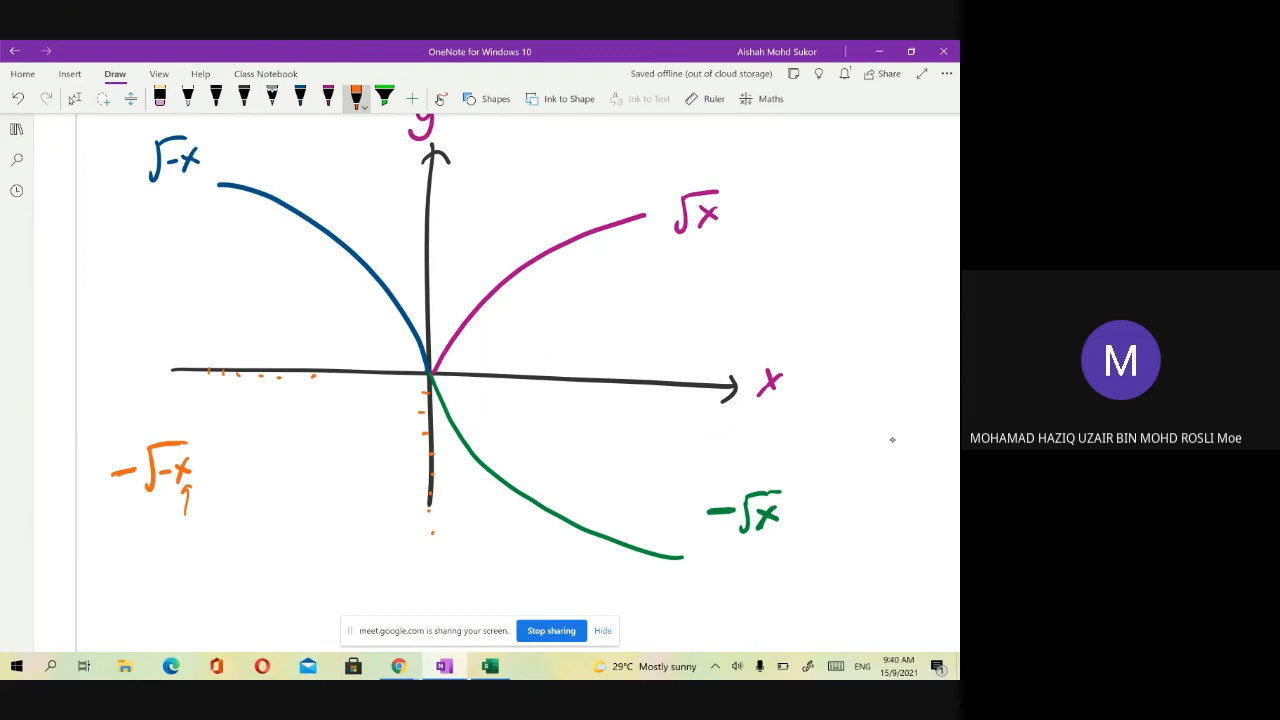 OneNote for Windows 10
Aishah Mohd Sukor
Home Insert Draw View Help Class Notebook
Saved offline (out of cloud storage)
Share
Shapes
Ink to Shape
Ink to Text
Ruler
Maths
y
√-x
√x
x
-√-x
-√x
M
MOHAMAD HAZIQ UZAIR BIN MOHD ROSLI Moe
meet.google.com is sharing your screen.
Stop sharing
Hide
29°C Mostly sunny
ENG
9:40 AM
15/9/2021